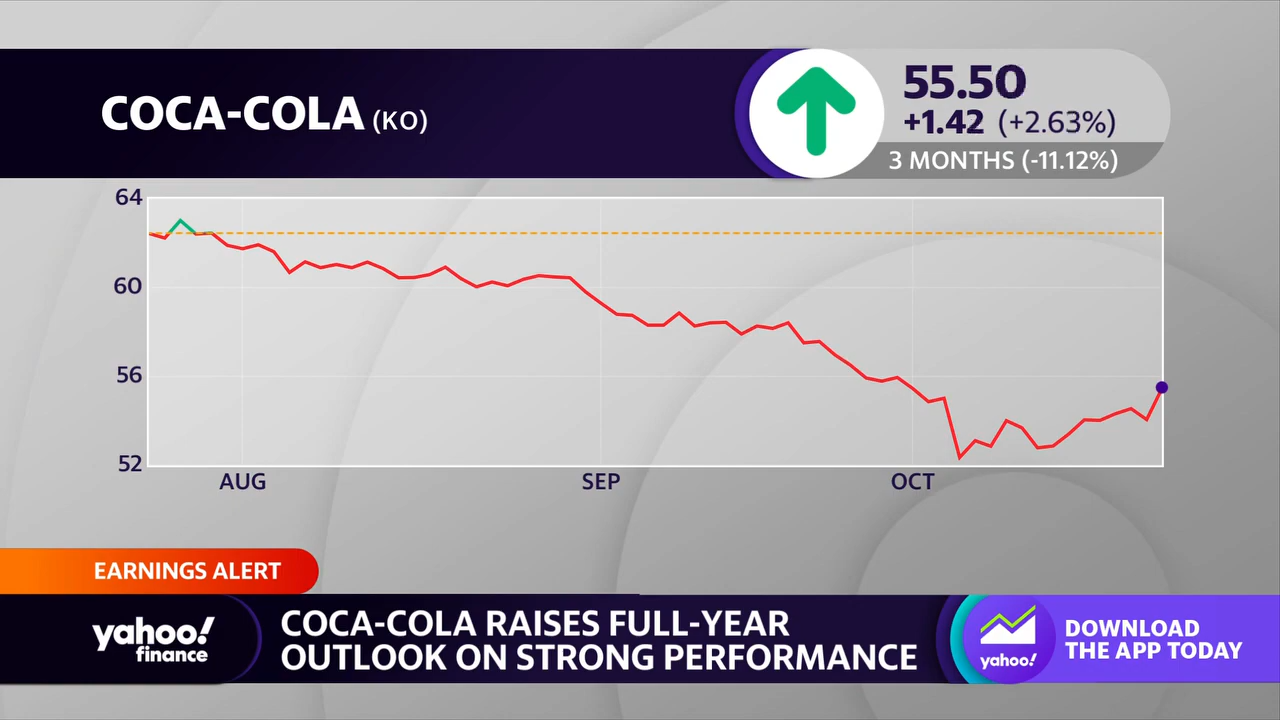 COCA-COLA (KO)
55.50
+1.42 (+2.63%)
3 MONTHS (-11.12%)
64
60
56
52
AUG SEP OCT
EARNINGS ALERT
yahoo!
finance
COCA-COLA RAISES FULL-YEAR
OUTLOOK ON STRONG PERFORMANCE
yahoo!
DOWNLOAD
THE APP TODAY